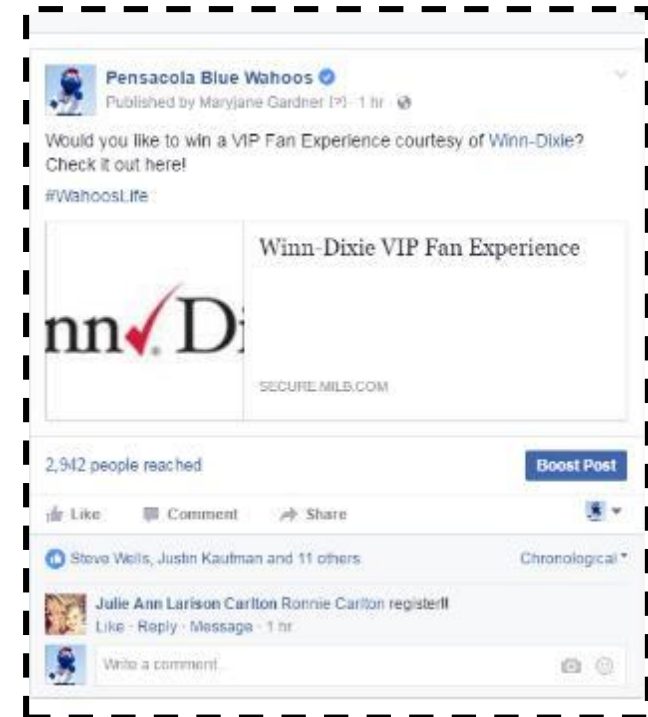 Pensacola Blue Wahoos
Published by Maryjane Gardner [?] · 1 hr ·
Would you like to win a VIP Fan Experience courtesy of Winn-Dixie?
Check it out here!
#WahoosLife
Winn-Dixie VIP Fan Experience
nn Di
SECURE.MILB.COM
2,942 people reached
Boost Post
Like Comment Share
Steve Wells, Justin Kaufman and 11 others
Chronological
Julie Ann Larison Carlton Ronnie Carlton register!!
Like · Reply · Message · 1 hr
Write a comment...